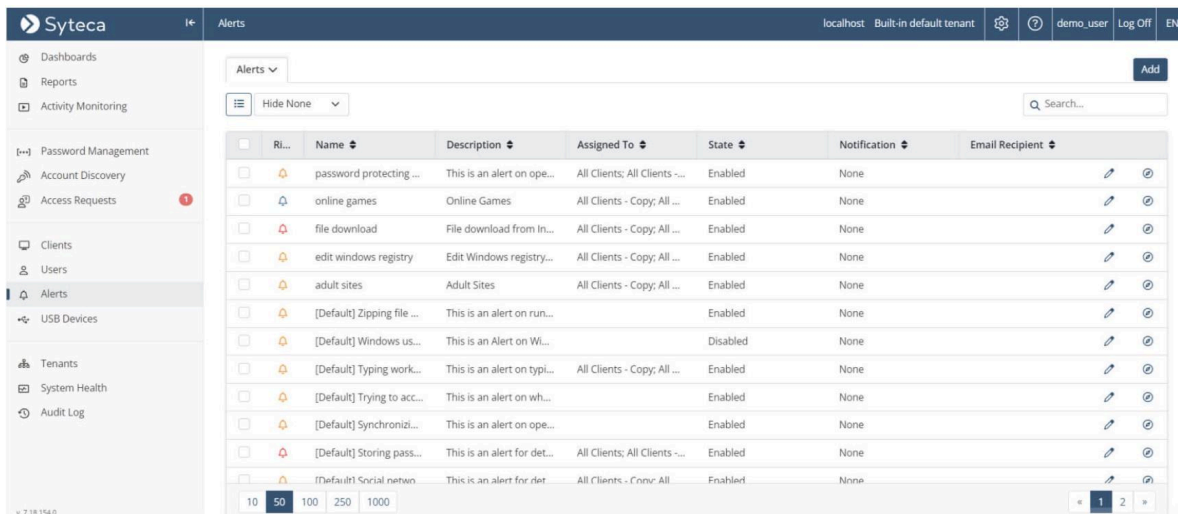 Syteca Alerts localhost Built-in default tenant demo_user Log Off EN
Dashboards
Reports
Activity Monitoring
Password Management
Account Discovery
Access Requests 1
Clients
Users
Alerts
USB Devices
Tenants
System Health
Audit Log
v. 7.18.154.0
Alerts Add
Hide None Search...
Ri... Name Description Assigned To State Notification Email Recipient
password protecting ... This is an alert on ope... All Clients; All Clients -... Enabled None
online games Online Games All Clients - Copy; All ... Enabled None
file download File download from In... All Clients - Copy; All ... Enabled None
edit windows registry Edit Windows registry... All Clients - Copy; All ... Enabled None
adult sites Adult Sites All Clients - Copy; All ... Enabled None
[Default] Zipping file ... This is an alert on run... Enabled None
[Default] Windows us... This is an Alert on Wi... Disabled None
[Default] Typing work... This is an alert on typi... All Clients - Copy; All ... Enabled None
[Default] Trying to acc... This is an alert on wh... Enabled None
[Default] Synchronizi... This is an alert on ope... Enabled None
[Default] Storing pass... This is an alert for det... All Clients; All Clients -... Enabled None
[Default] Social netwo... This is an alert for det... All Clients - Copy; All ... Enabled None
10 50 100 250 1000 « 1 2 »